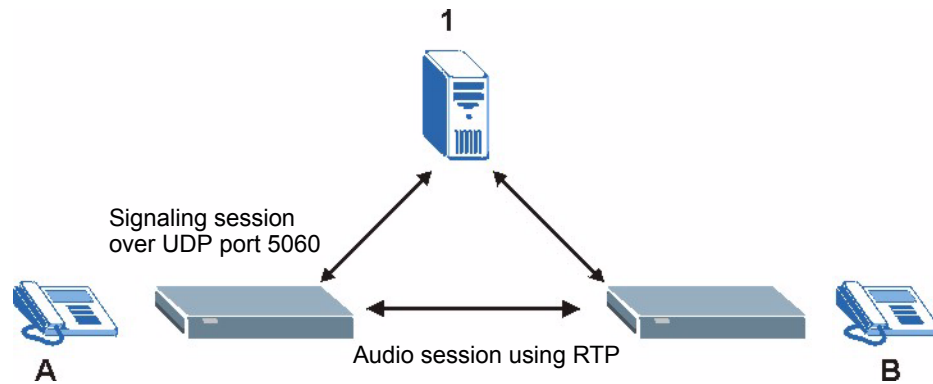 1
Signaling session
over UDP port 5060
Audio session using RTP
A
B